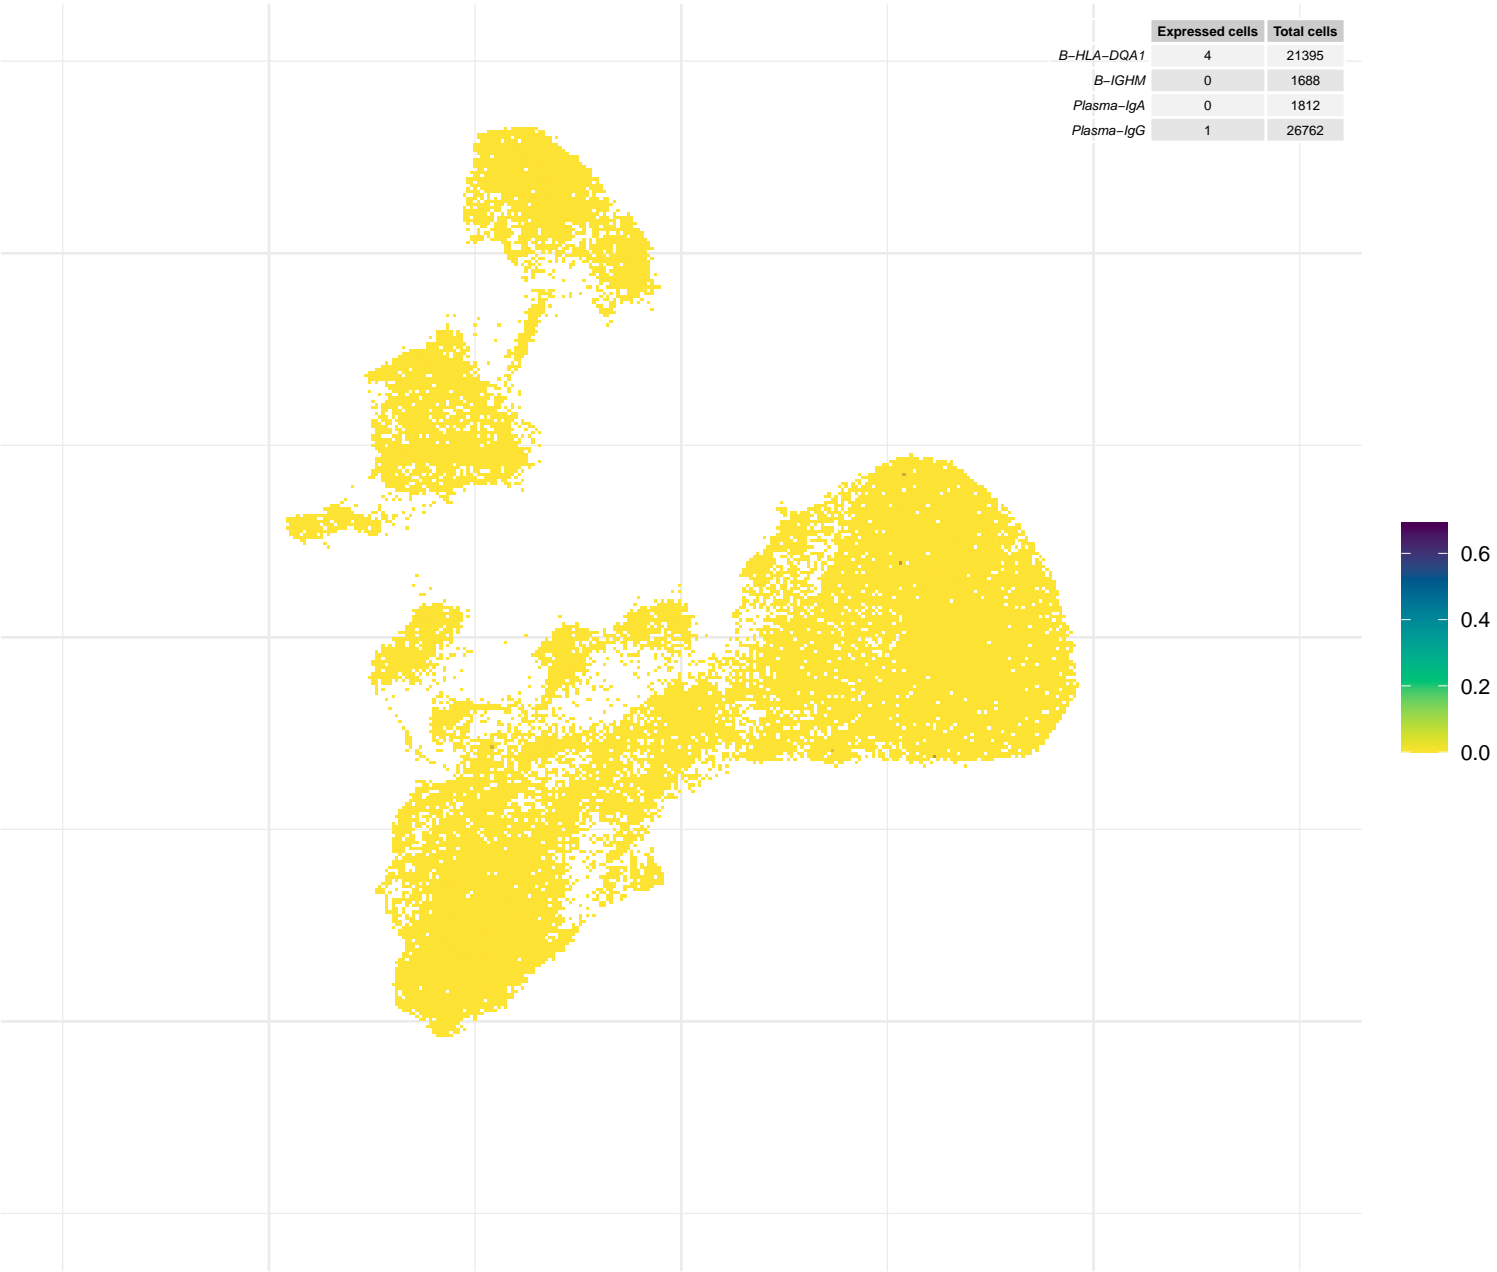 Expressed cells Total cells
B−HLA−DQA1 4 21395
B−IGHM 0 1688
Plasma−IgA 0 1812
Plasma−IgG 1 26762
0.6
0.4
0.2
0.0